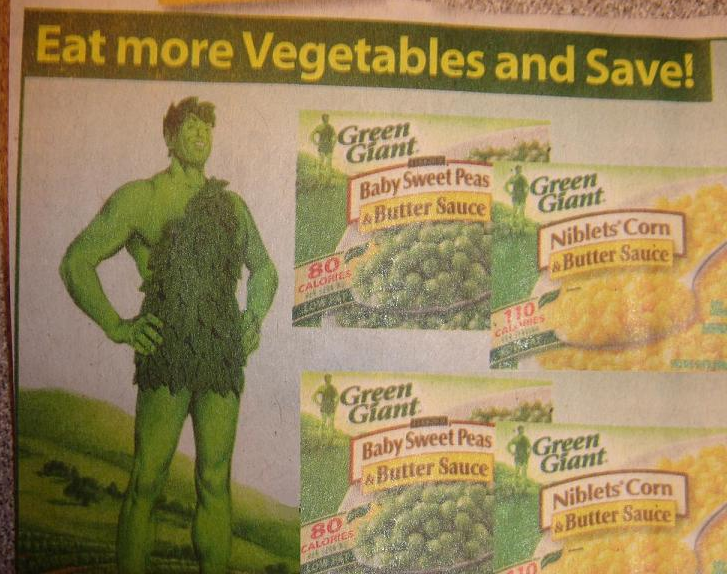 Eat more Vegetables and Save!
Green
Giant
Baby Sweet Peas
& Butter Sauce
80
CALORIES
Green
Giant
Niblets' Corn
& Butter Sauce
110
CALORIES
Green
Giant
Baby Sweet Peas
& Butter Sauce
80
CALORIES
Green
Giant
Niblets' Corn
& Butter Sauce